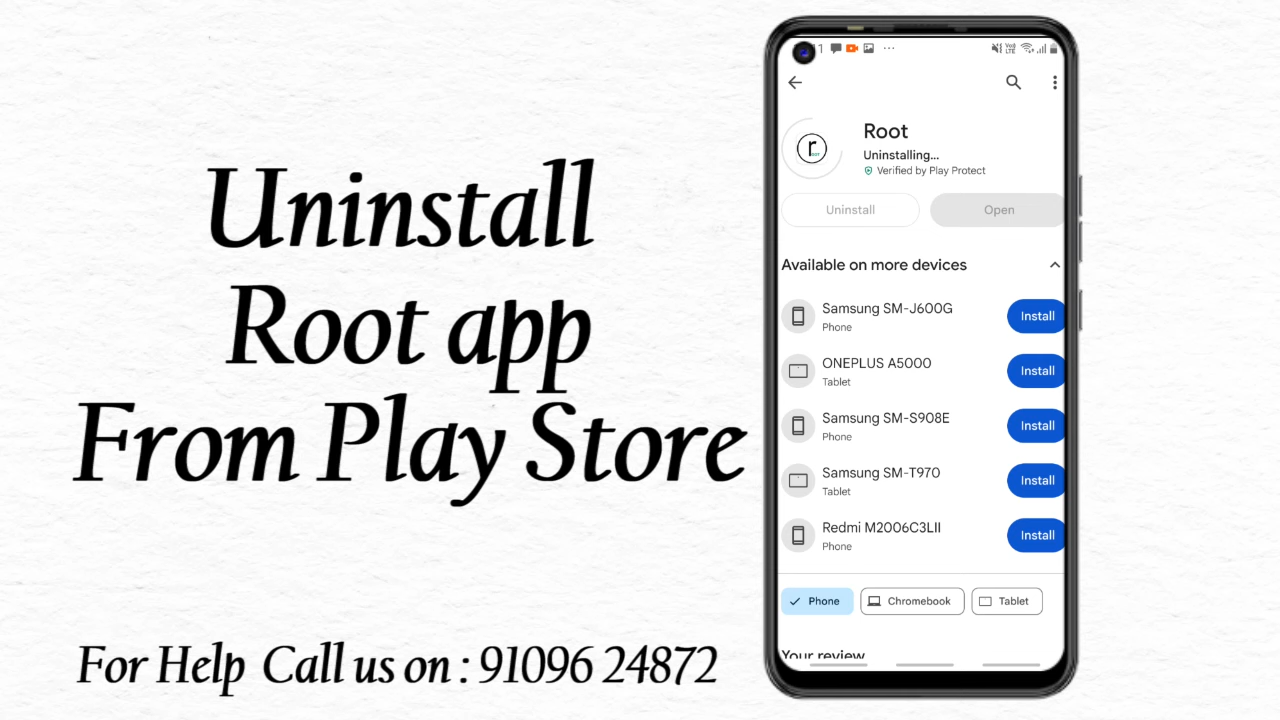 Uninstall
Root app
From Play Store
For Help Call us on : 91096 24872
Root
Uninstalling...
Verified by Play Protect
Uninstall
Open
Available on more devices
Samsung SM-J600G
Phone
Install
ONEPLUS A5000
Tablet
Install
Samsung SM-S908E
Phone
Install
Samsung SM-T970
Tablet
Install
Redmi M2006C3LII
Phone
Install
Phone
Chromebook
Tablet
Your review